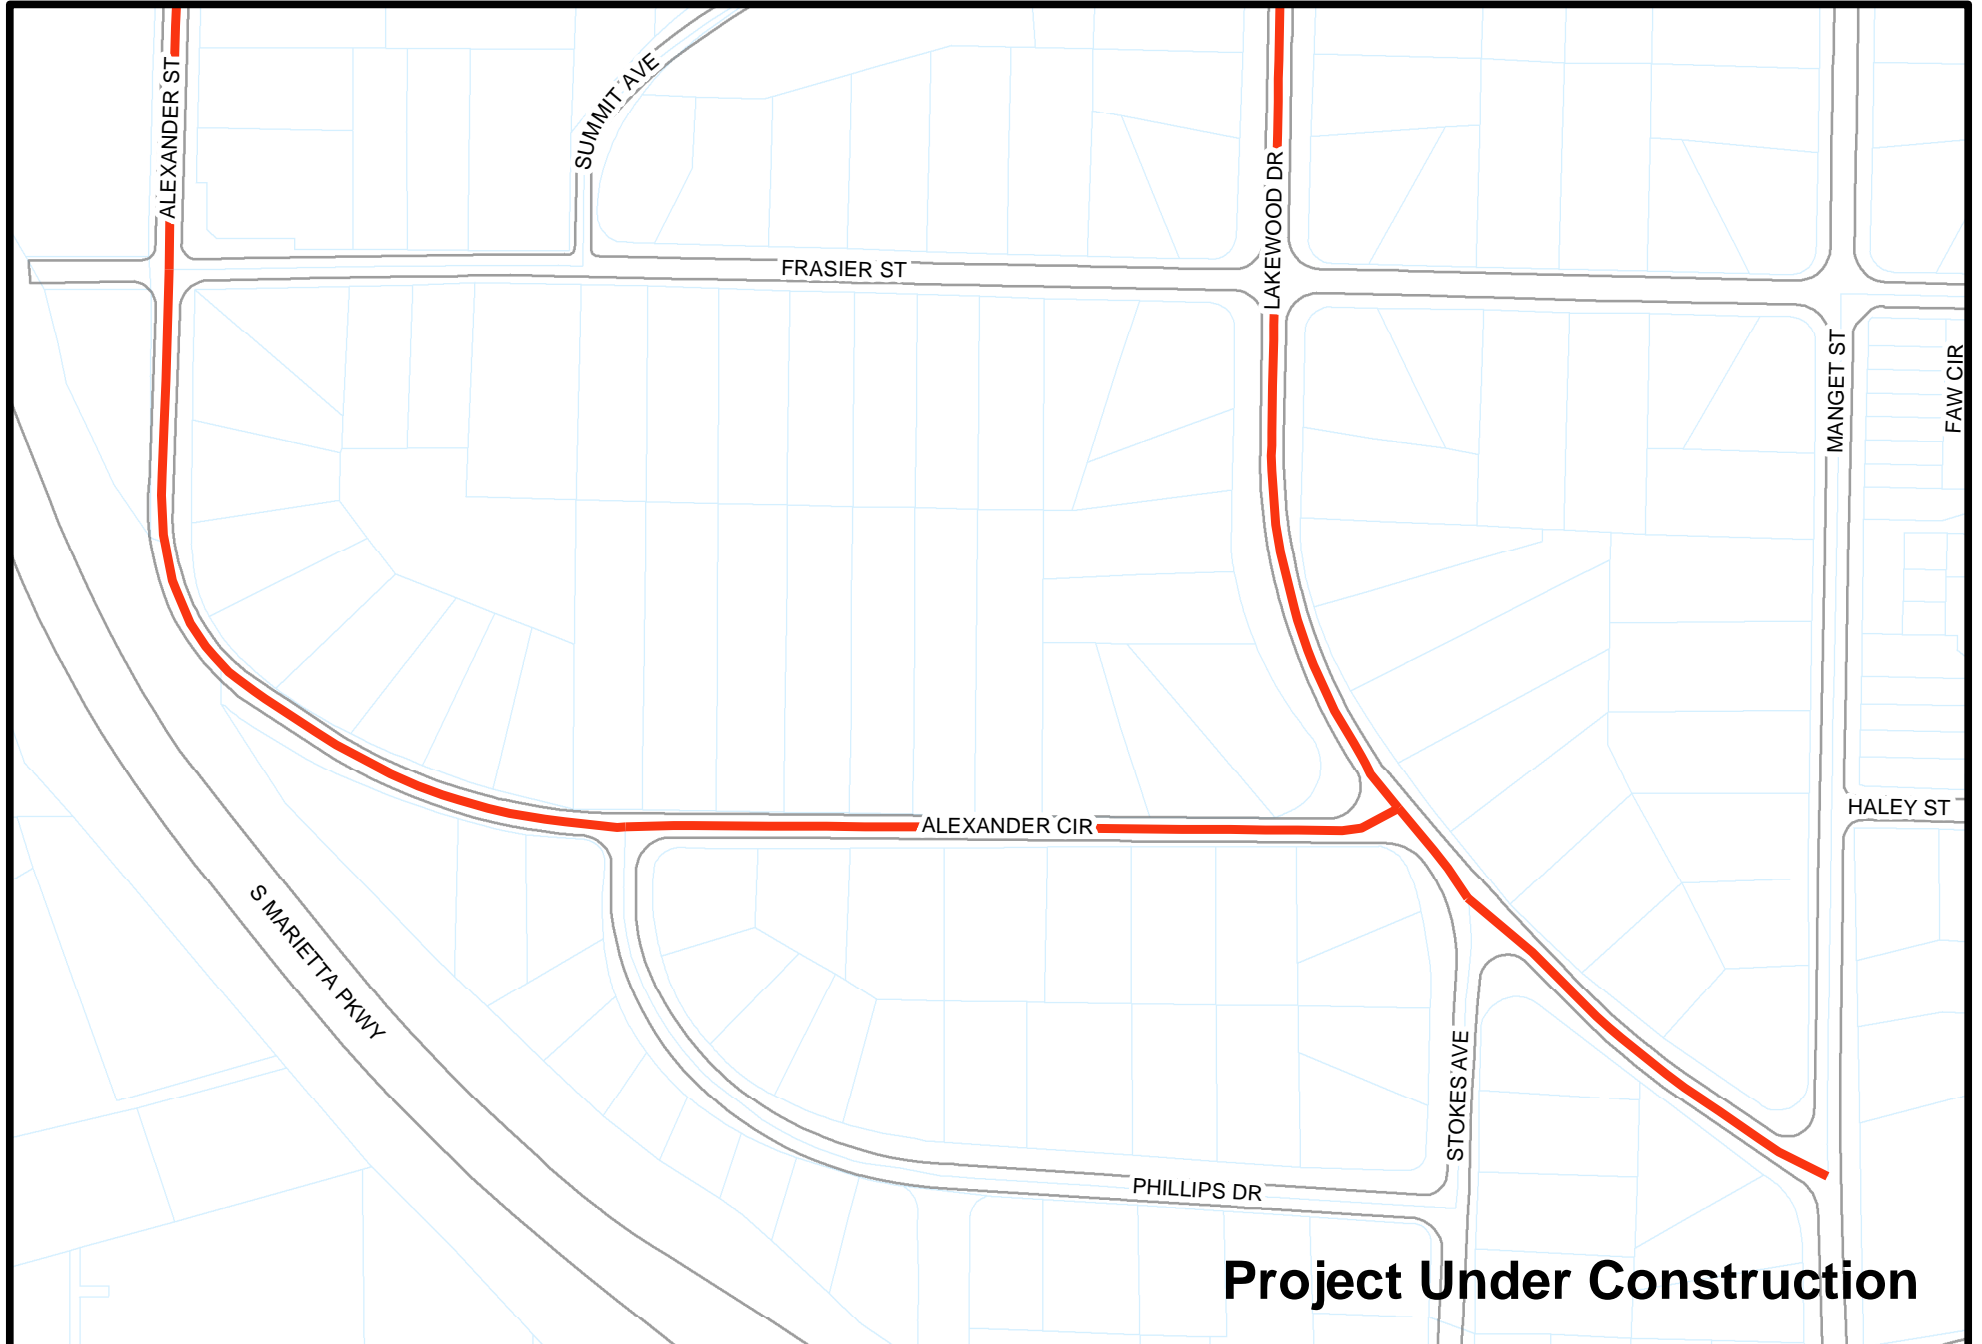 ALEXANDER ST
SUMMIT AVE
LAKEWOOD DR
FRASIER ST
MANGET ST
FAW CIR
HALEY ST
ALEXANDER CIR
S MARIETTA PKWY
STOKES AVE
PHILLIPS DR
Project Under Construction